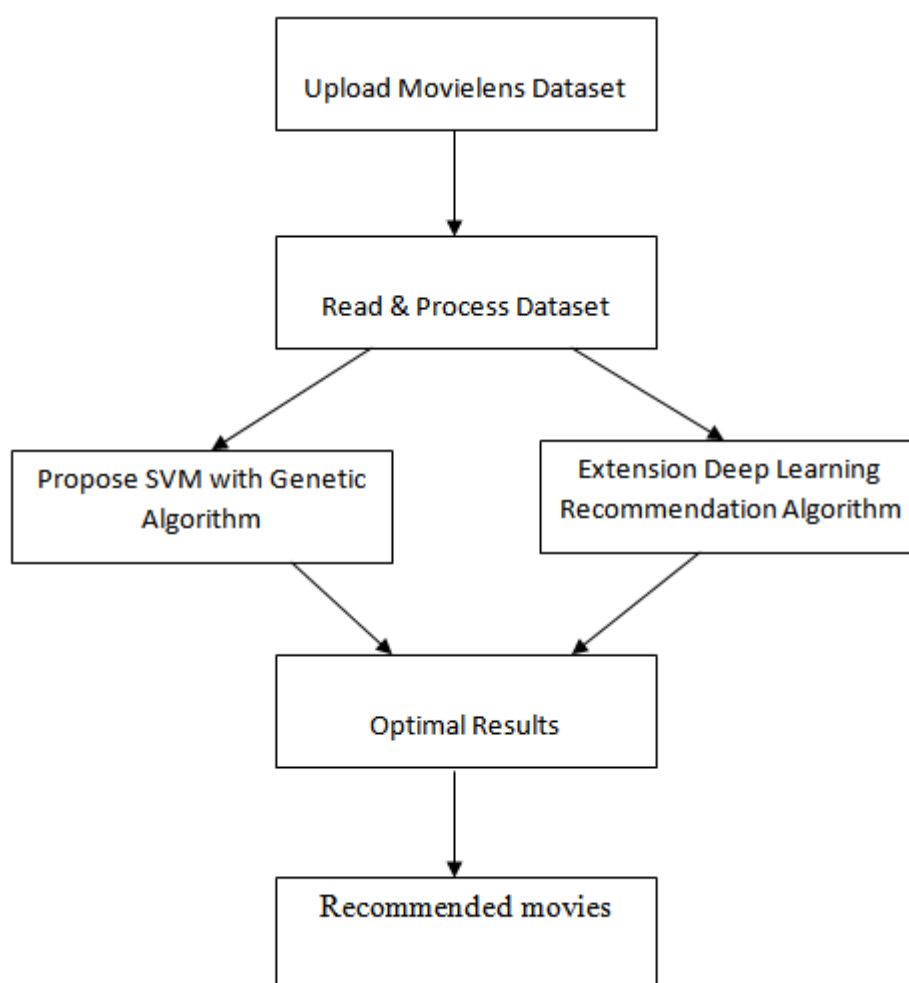 Upload Movielens Dataset
Read & Process Dataset
Propose SVM with Genetic
Algorithm
Extension Deep Learning
Recommendation Algorithm
Optimal Results
Recommended movies